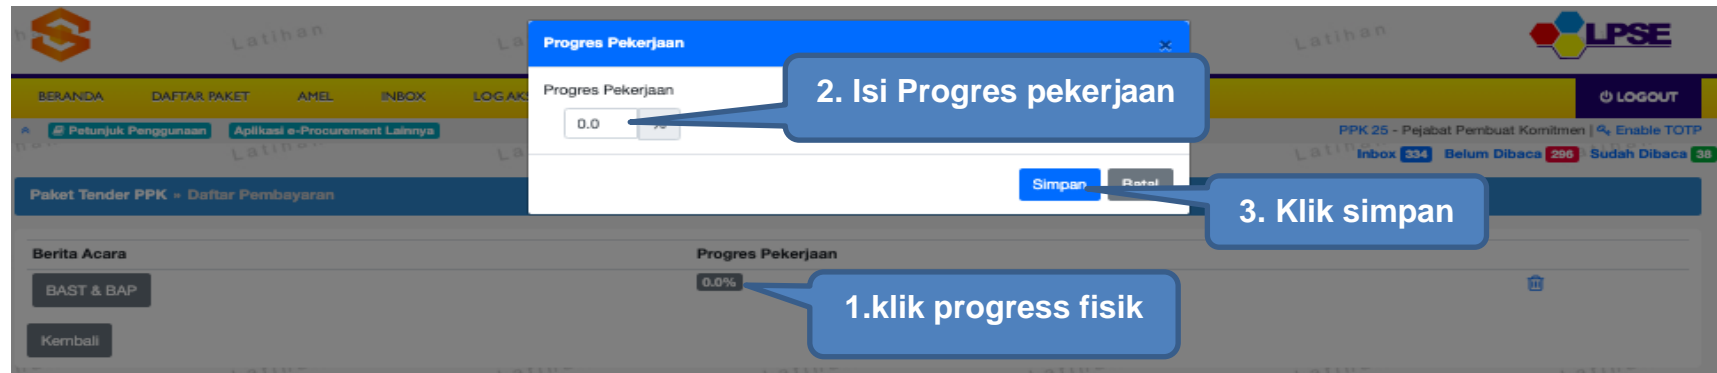 Latihan
Progres Pekerjaan ×
Latihan
LPSE
BERANDA DAFTAR PAKET AMEL INBOX LOG AKS
Progres Pekerjaan
0.0 %
2. Isi Progres pekerjaan
LOGOUT
Petunjuk Penggunaan Aplikasi e-Procurement Lainnya
PPK 25 - Pejabat Pembuat Komitmen | Enable TOTP
Latihan
Inbox 334 Belum Dibaca 296 Sudah Dibaca 38
Simpan Batal
3. Klik simpan
Paket Tender PPK » Daftar Pembayaran
Berita Acara Progres Pekerjaan
BAST & BAP 0.0%
1.klik progress fisik
Kembali